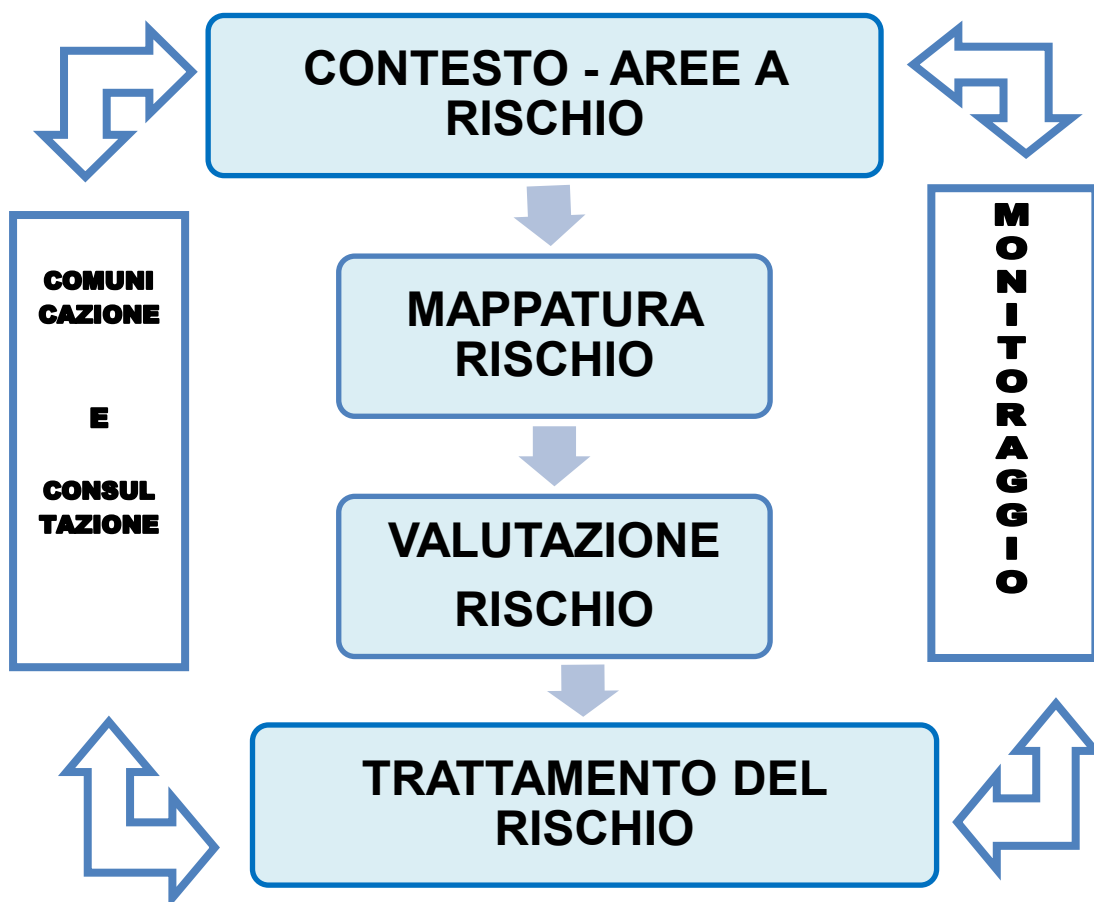 CONTESTO - AREE A
RISCHIO
COMUNI
CAZIONE
E
CONSUL
TAZIONE
MAPPATURA
RISCHIO
VALUTAZIONE
RISCHIO
M
O
N
I
T
O
R
A
G
G
I
O
TRATTAMENTO DEL
RISCHIO